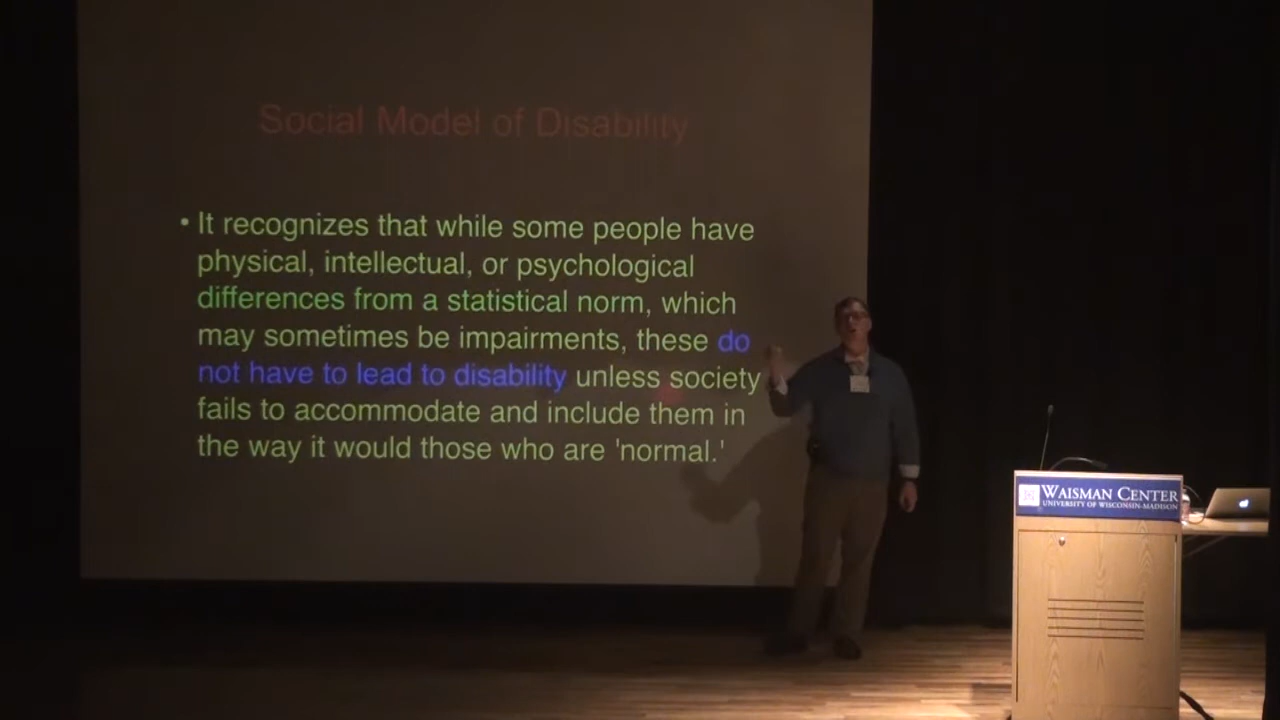 Social Model of Disability
• It recognizes that while some people have
physical, intellectual, or psychological
differences from a statistical norm, which
may sometimes be impairments, these do
not have to lead to disability unless society
fails to accommodate and include them in
the way it would those who are 'normal.'
WAISMAN CENTER
UNIVERSITY OF WISCONSIN-MADISON